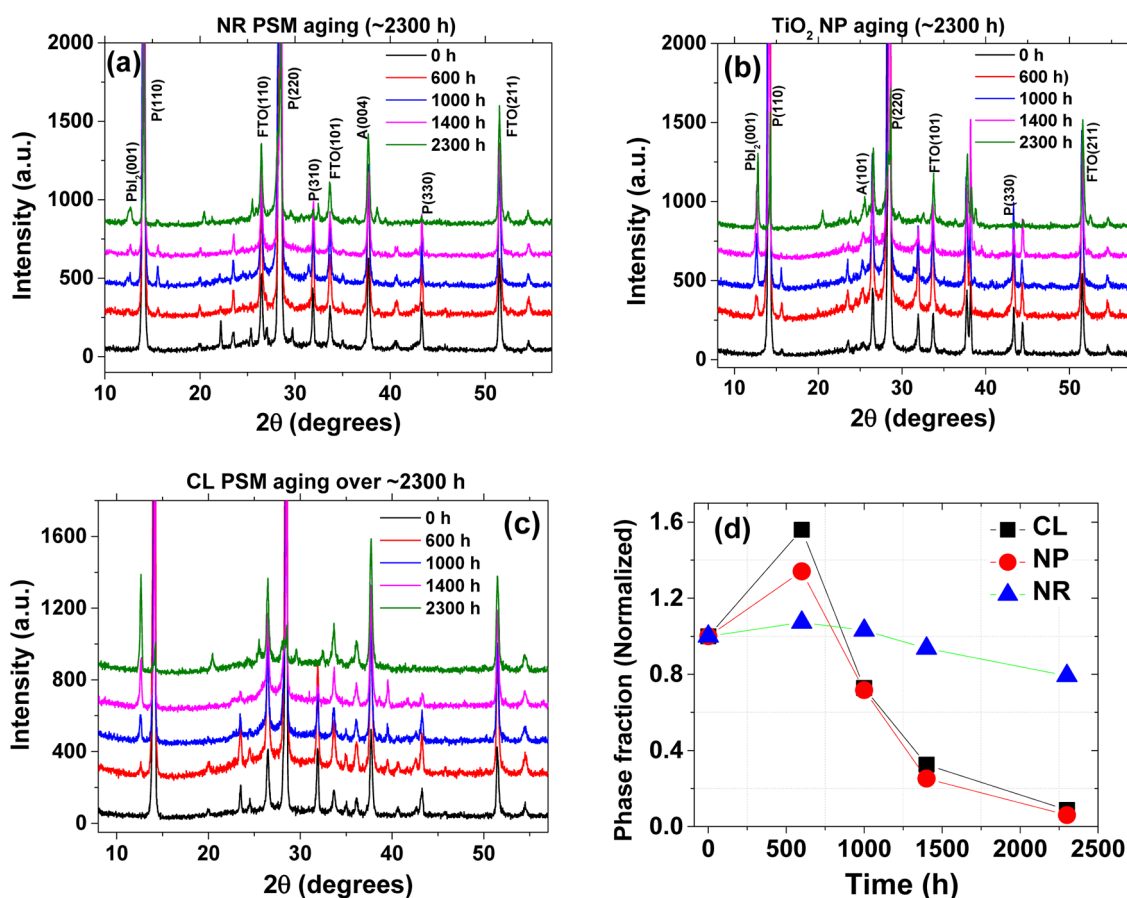 NR PSM aging (~2300 h)
(a)
0 h
600 h
1000 h
1400 h
2300 h
PbI₂(001)
P(110)
FTO(110)
P(220)
P(310)
FTO(101)
A(004)
P(330)
FTO(211)
2000
1500
1000
500
0
10 20 30 40 50
Intensity (a.u.)
2θ (degrees)
TiO₂ NP aging (~2300 h)
(b)
0 h
600 h)
1000 h
1400 h
2300 h
PbI₂(001)
P(110)
A(101)
P(220)
FTO(101)
P(330)
FTO(211)
2000
1500
1000
500
0
10 20 30 40 50
Intensity (a.u.)
2θ (degrees)
CL PSM aging over ~2300 h
(c)
0 h
600 h
1000 h
1400 h
2300 h
1600
1200
800
400
0
10 20 30 40 50
Intensity (a.u.)
2θ (degrees)
(d)
CL
NP
NR
1.6
1.2
0.8
0.4
0.0
0 500 1000 1500 2000 2500
Phase fraction (Normalized)
Time (h)